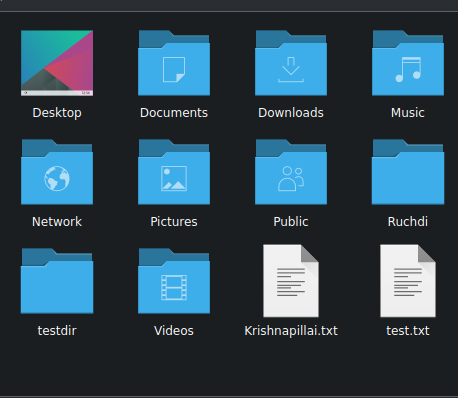 Desktop
Documents
Downloads
Music
Network
Pictures
Public
Ruchdi
testdir
Videos
Krishnapillai.txt
test.txt